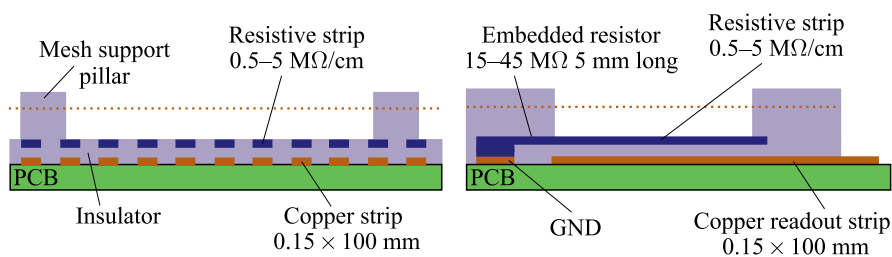 Mesh support
pillar
Resistive strip
0.5–5 MΩ/cm
PCB
Insulator
Copper strip
0.15 × 100 mm
Embedded resistor
15–45 MΩ 5 mm long
Resistive strip
0.5–5 MΩ/cm
PCB
GND
Copper readout strip
0.15 × 100 mm